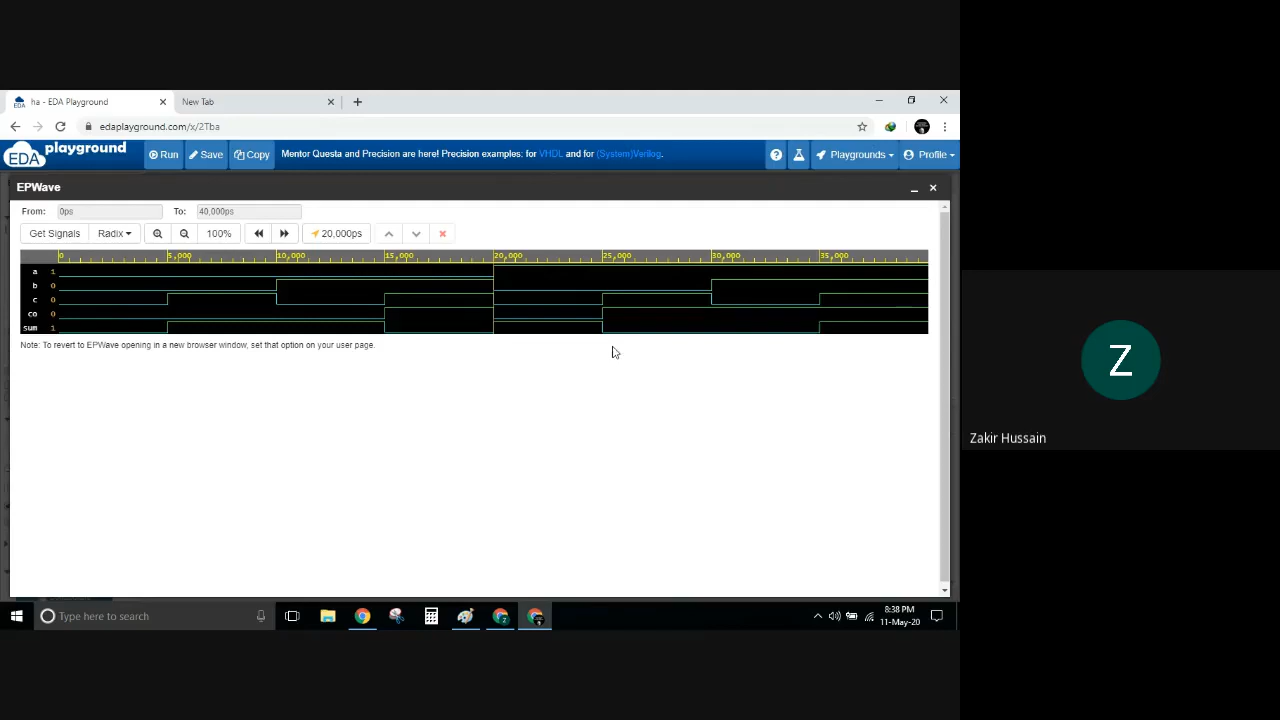 ha - EDA Playground
New Tab
edaplayground.com/x/2Tba
EDA playground
Run
Save
Copy
Mentor Questa and Precision are here! Precision examples: for VHDL and for (System)Verilog.
Playgrounds
Profile
EPWave
From: 0ps To: 40,000ps
Get Signals Radix 100% 20,000ps
0 5,000 10,000 15,000 20,000 25,000 30,000 35,000
a 1
b 0
c 0
co 0
sum 1
Note: To revert to EPWave opening in a new browser window, set that option on your user page.
Z
Zakir Hussain
Type here to search
8:38 PM
11-May-20